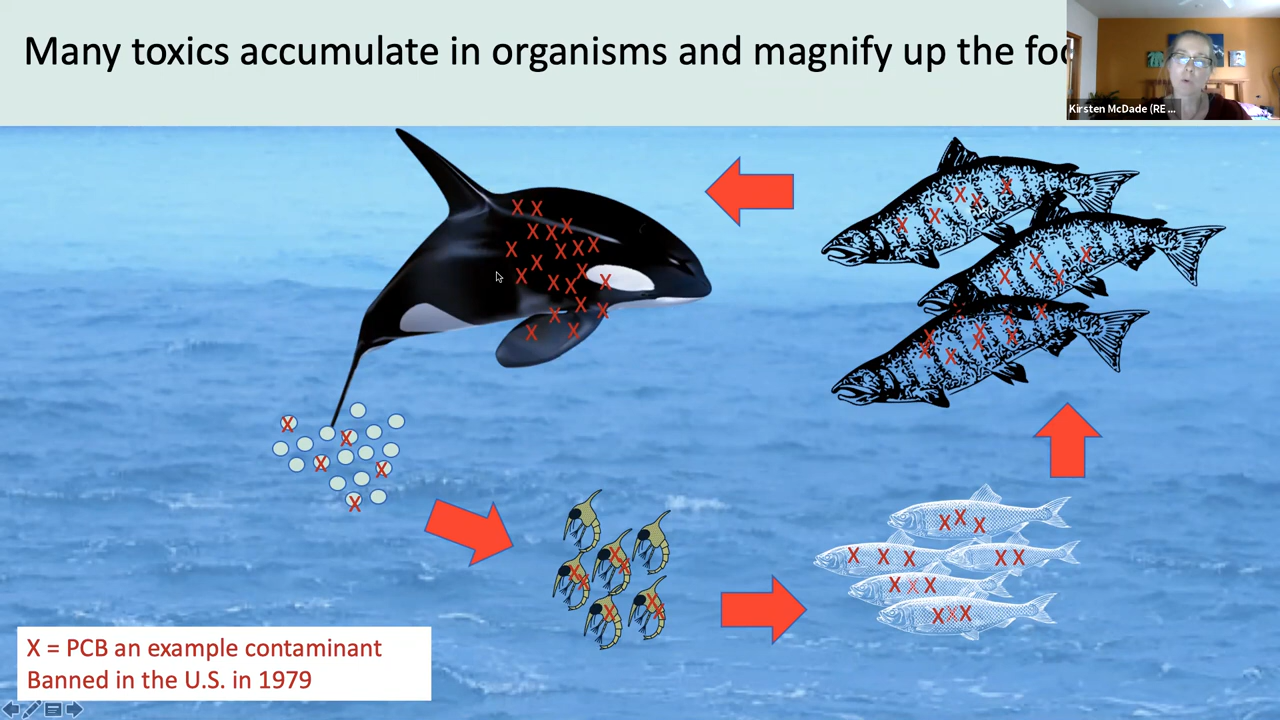 Many toxics accumulate in organisms and magnify up the
Kirsten McDade (RE ...
X = PCB an example contaminant
Banned in the U.S. in 1979